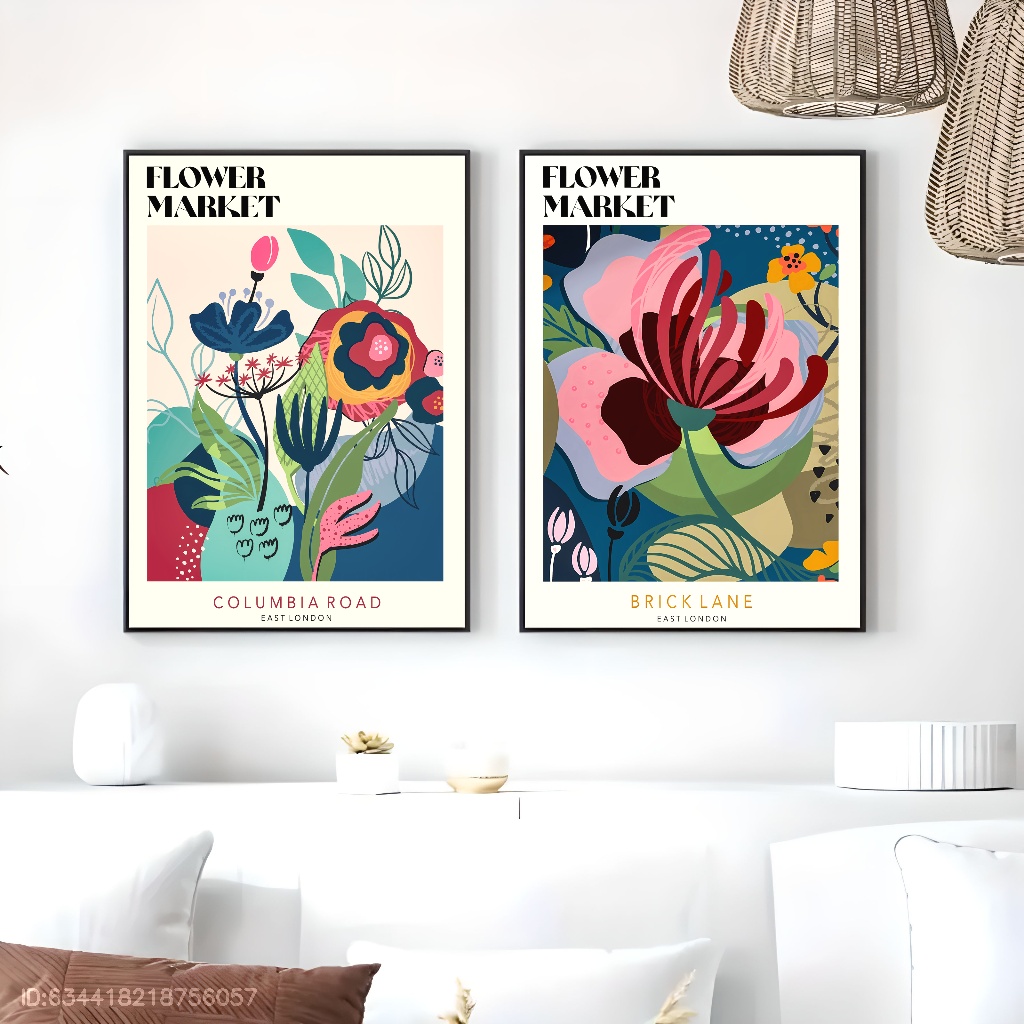 FLOWER
MARKET
COLUMBIA ROAD
EAST LONDON
FLOWER
MARKET
BRICK LANE
EAST LONDON
ID:634418218756057